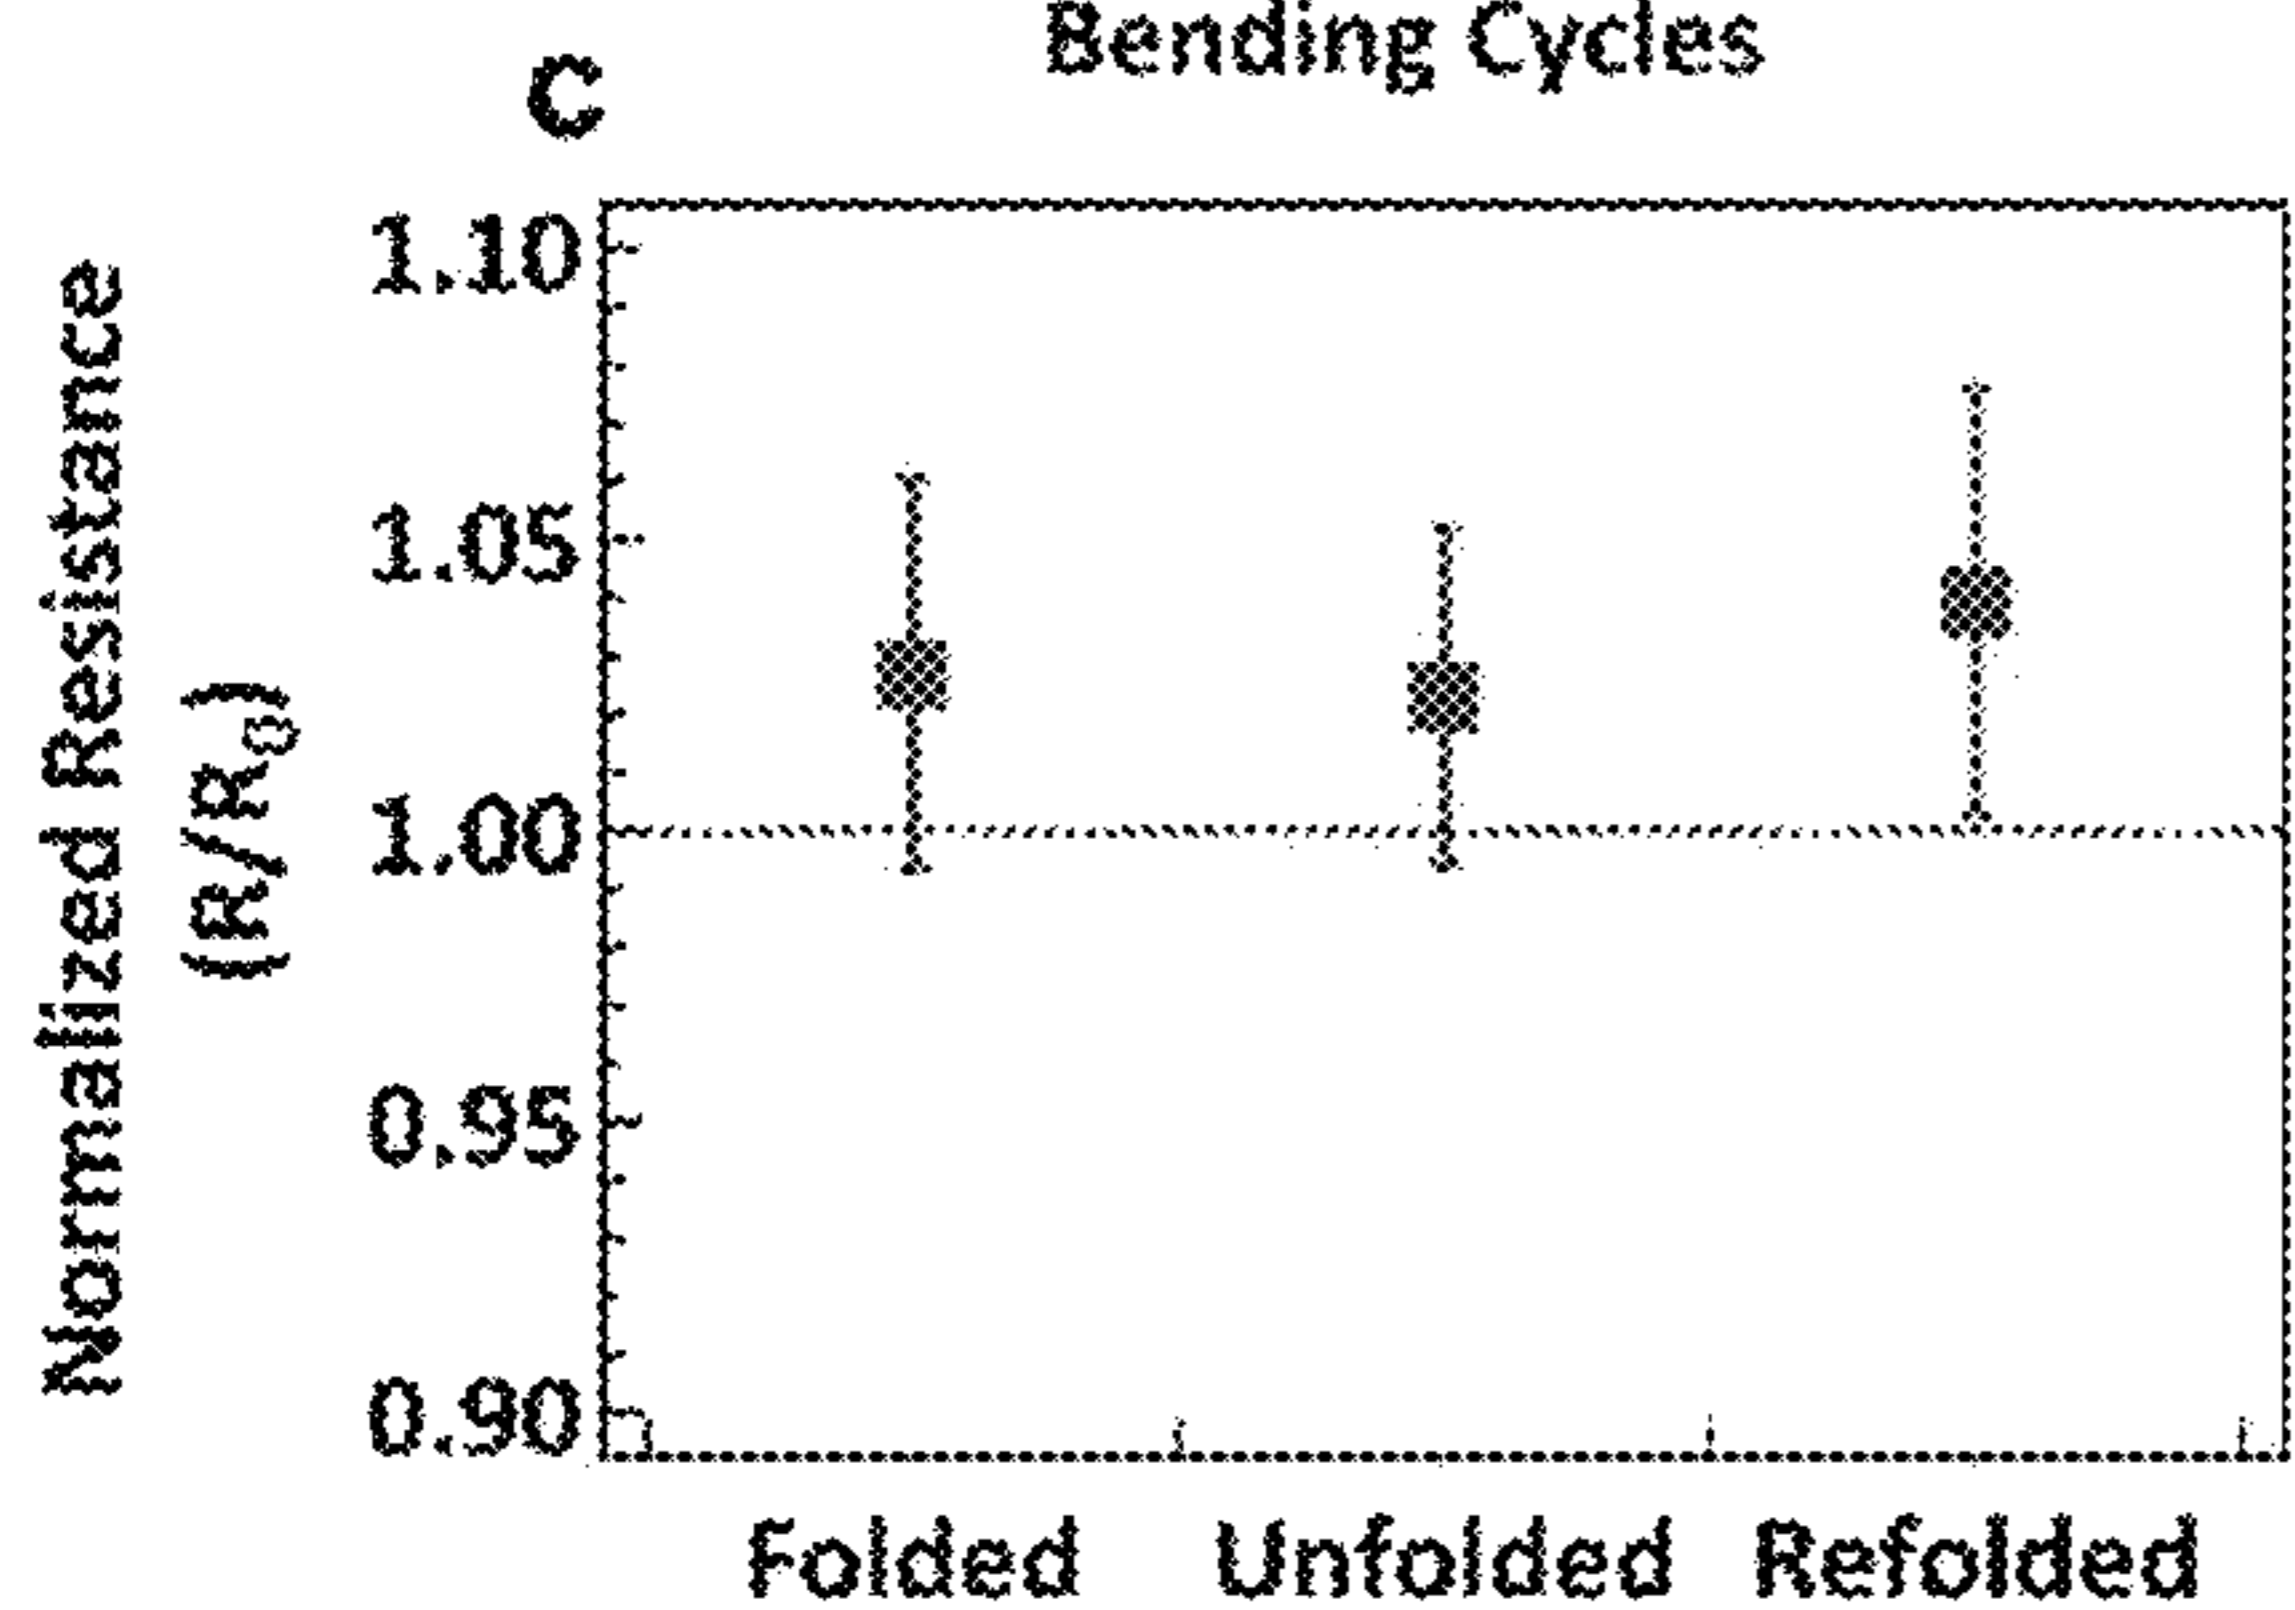 Bending Cycles
C
Normalized Resistance
(R/R₀)
1.10
1.05
1.00
0.95
0.90
Folded Unfolded Refolded